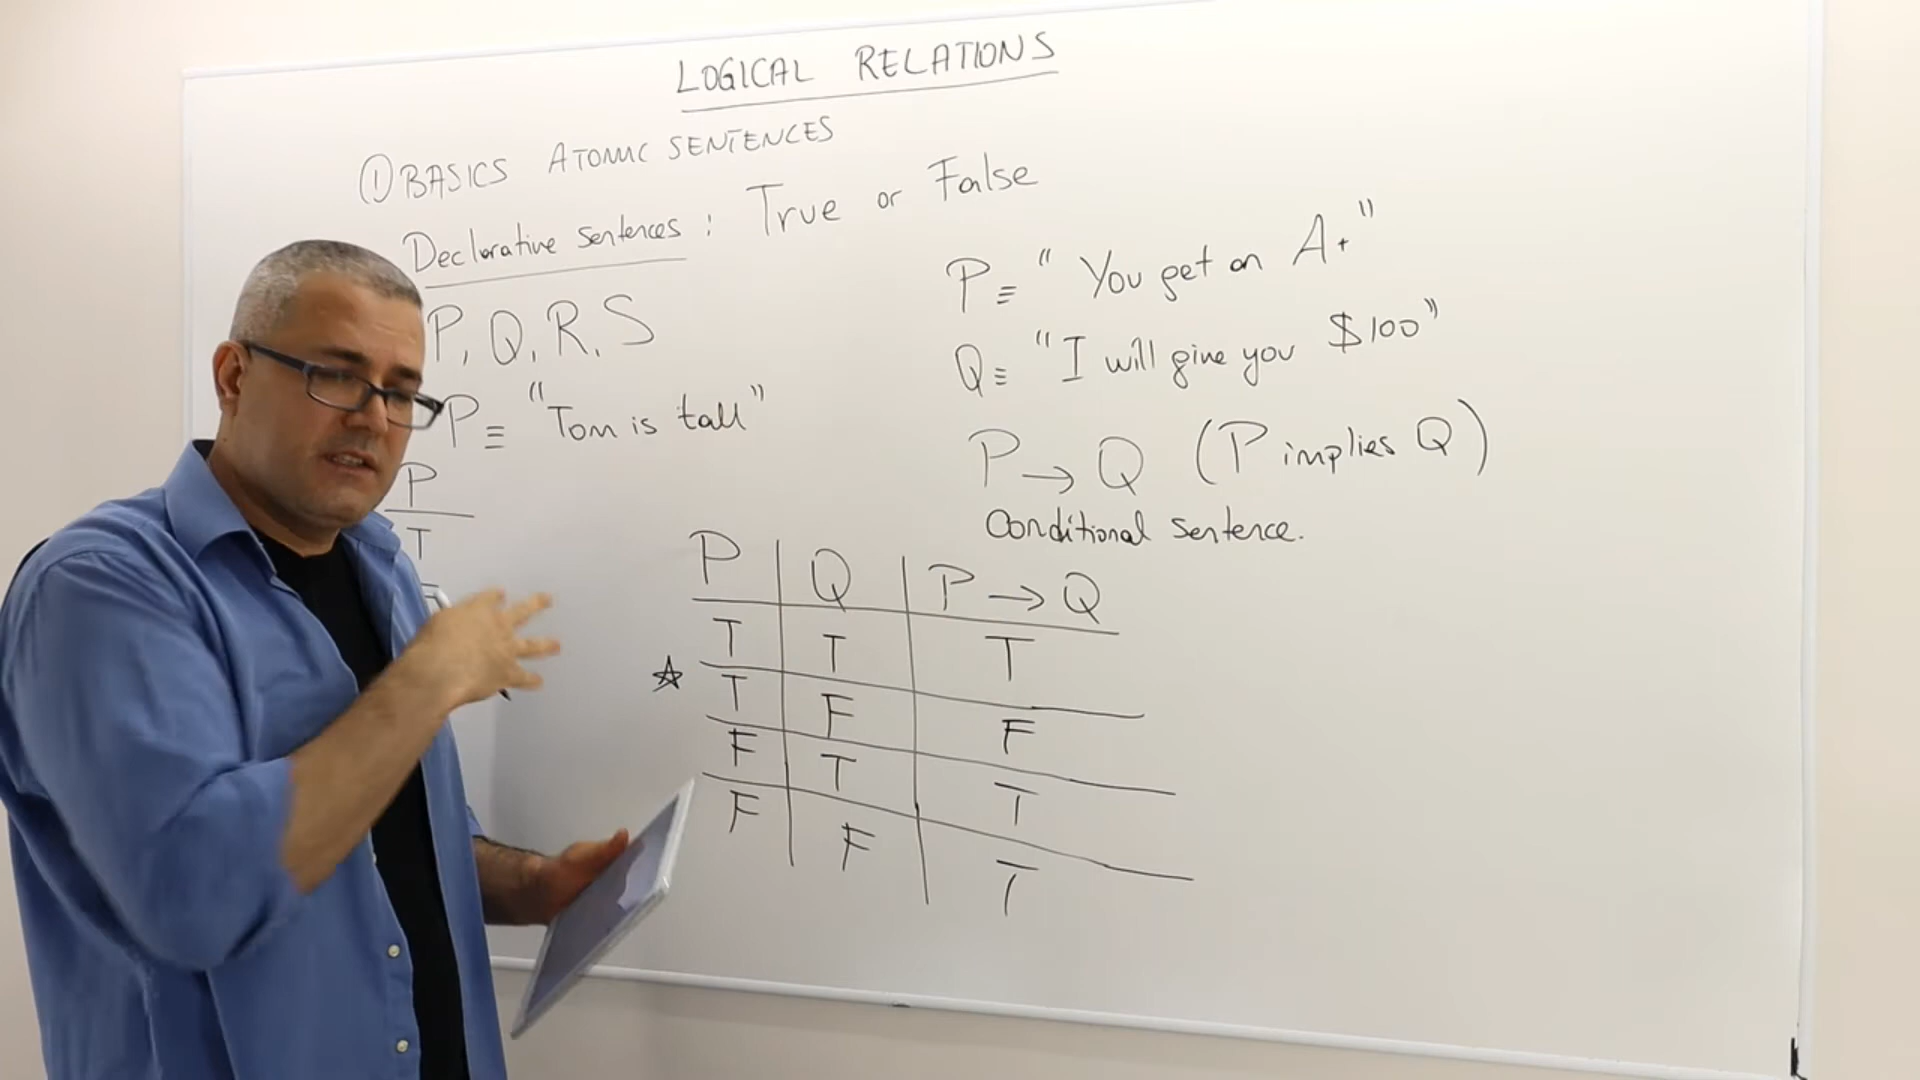 LOGICAL RELATIONS
① BASICS ATOMIC SENTENCES
Declarative sentences : True or False
P, Q, R, S
P ≡ "Tom is tall"
P
T
P ≡ "You get an A+"
Q ≡ "I will give you $100"
P → Q (P implies Q)
Conditional sentence.
P Q P → Q
T T T
☆ T F F
F T T
F F T